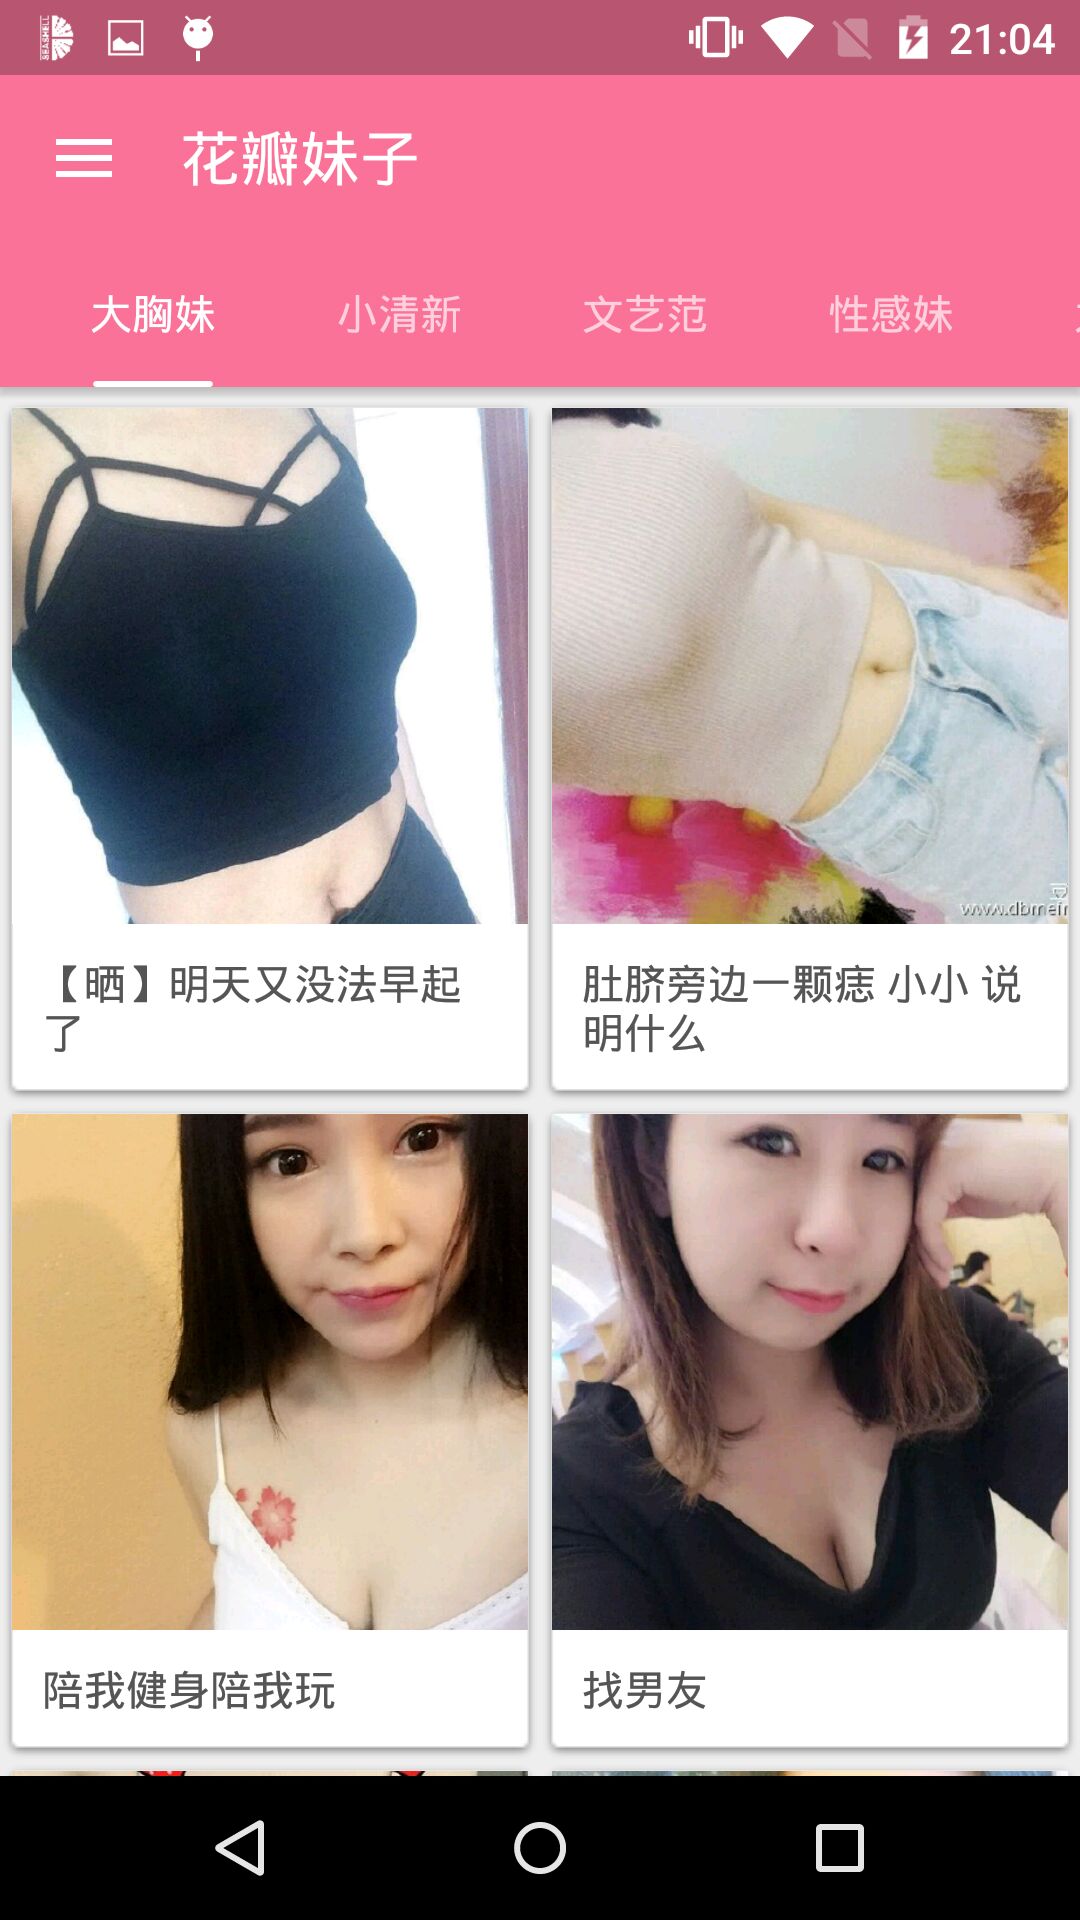 SEASHELL
21:04
花瓣妹子
大胸妹 小清新 文艺范 性感妹
【晒】明天又没法早起
了
肚脐旁边一颗痣 小小 说
明什么
陪我健身陪我玩
找男友